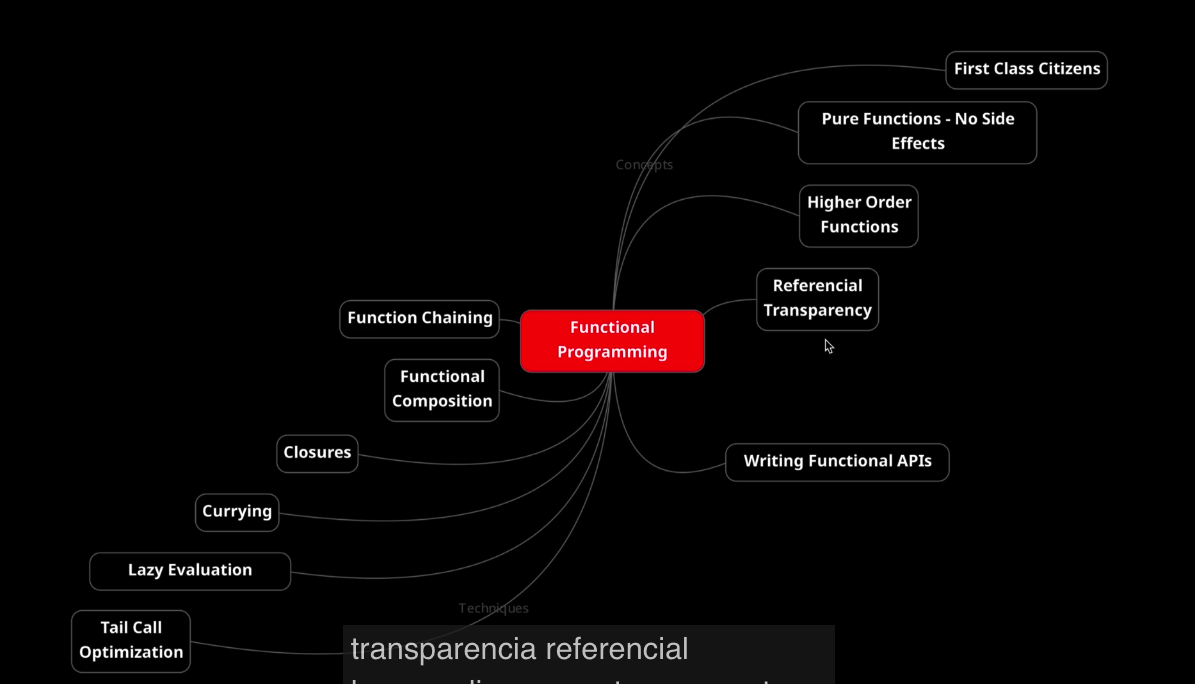 First Class Citizens
Pure Functions - No Side
Effects
Concepts
Higher Order
Functions
Referencial
Transparency
Function Chaining
Functional
Programming
Functional
Composition
Closures
Writing Functional APIs
Currying
Lazy Evaluation
Techniques
Tail Call
Optimization
transparencia referencial